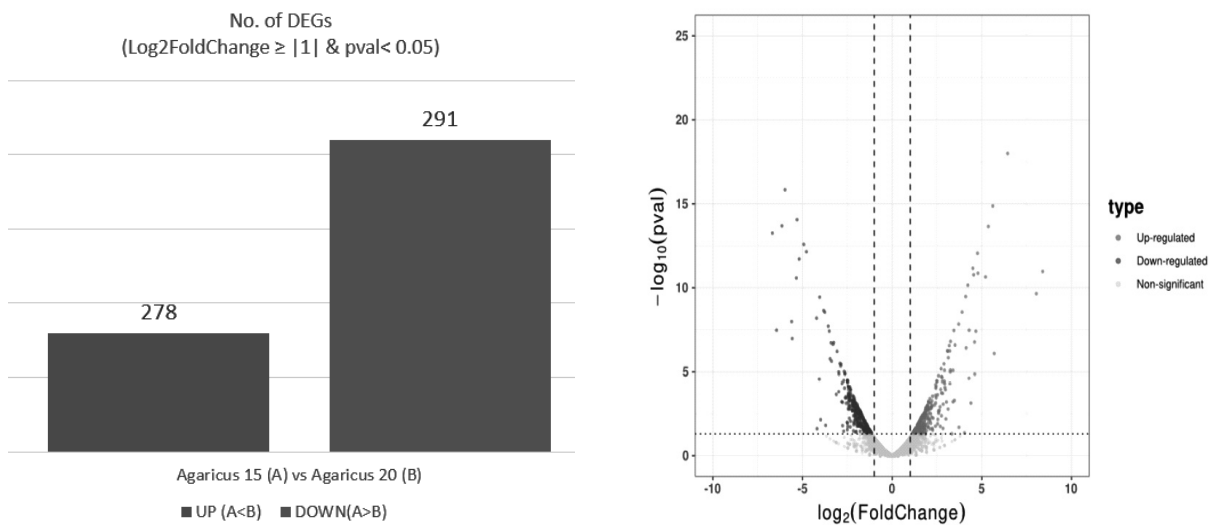 No. of DEGs
(Log2FoldChange ≥ |1| & pval< 0.05)
278
291
Agaricus 15 (A) vs Agaricus 20 (B)
UP (A<B) DOWN(A>B)
25
20
15
10
5
0
−log10(pval)
-10 -5 0 5 10
log2(FoldChange)
type
Up-regulated
Down-regulated
Non-significant